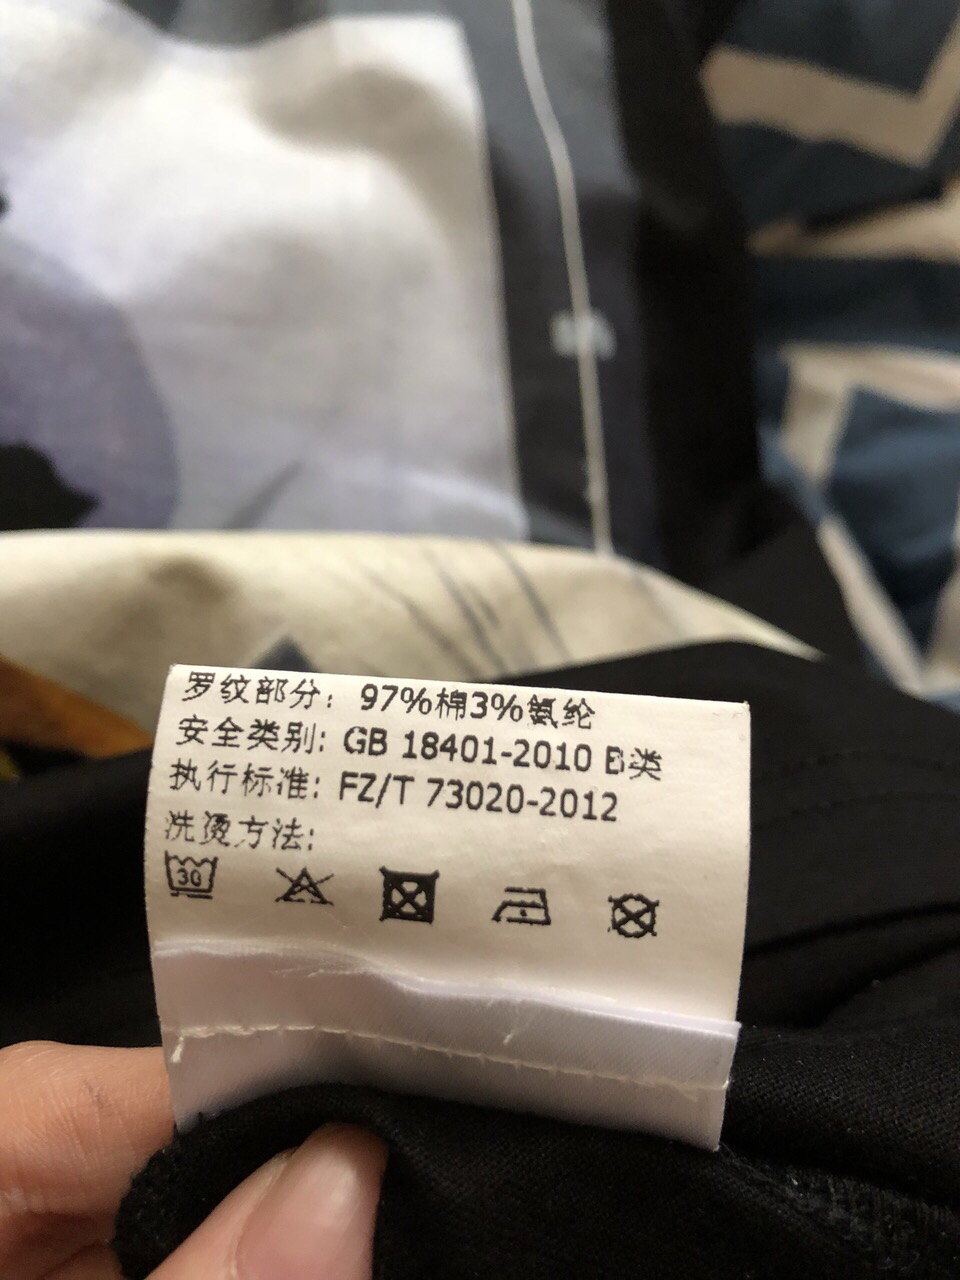 罗纹部分: 97%棉3%氨纶
安全类别: GB 18401-2010 B类
执行标准: FZ/T 73020-2012
洗烫方法:
30